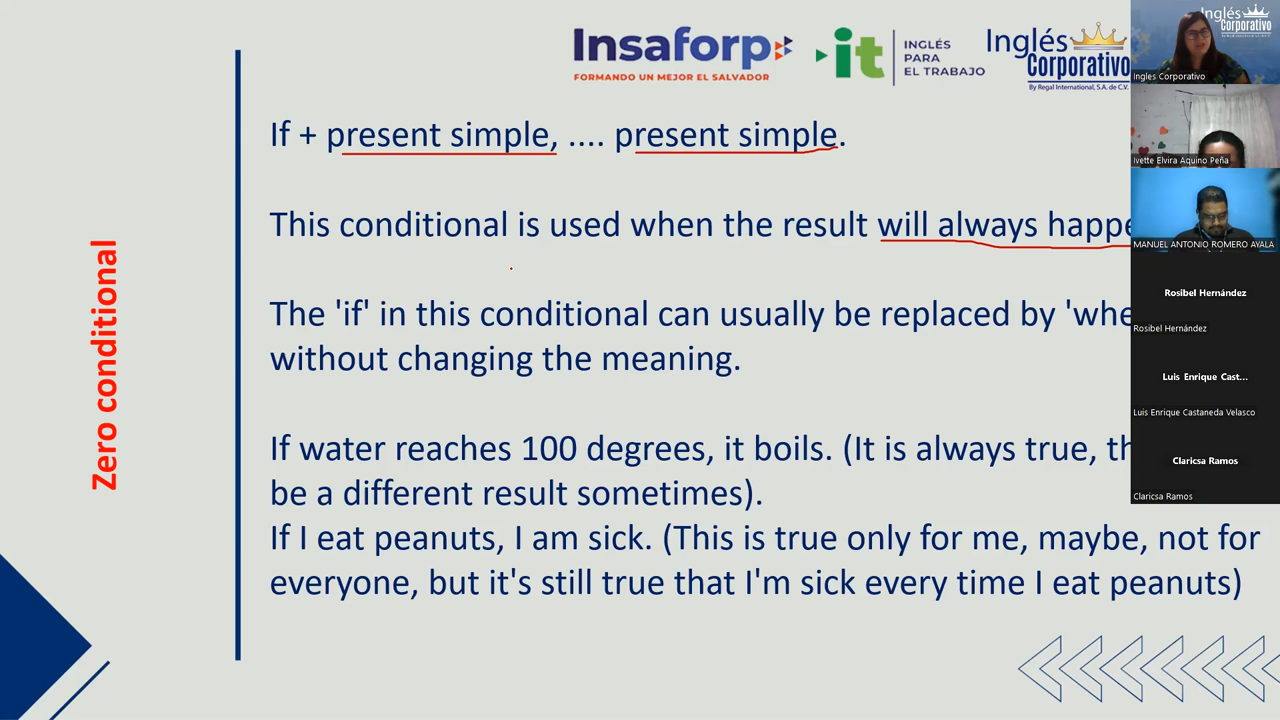 Insaforp
FORMANDO UN MEJOR EL SALVADOR
it
INGLÉS
PARA
EL TRABAJO
Inglés
Corporativo
By Regal International, S.A. de C.V.
Zero conditional
If + present simple, .... present simple.
This conditional is used when the result will always happe
The 'if' in this conditional can usually be replaced by 'whe
without changing the meaning.
If water reaches 100 degrees, it boils. (It is always true, th
be a different result sometimes).
If I eat peanuts, I am sick. (This is true only for me, maybe, not for
everyone, but it's still true that I'm sick every time I eat peanuts)
Inglés
Corporativo
Ingles Corporativo
Ivette Elvira Aquino Peña
MANUEL ANTONIO ROMERO AYALA
Rosibel Hernández
Rosibel Hernández
Luis Enrique Cast...
Luis Enrique Castaneda Velasco
Claricsa Ramos
Claricsa Ramos